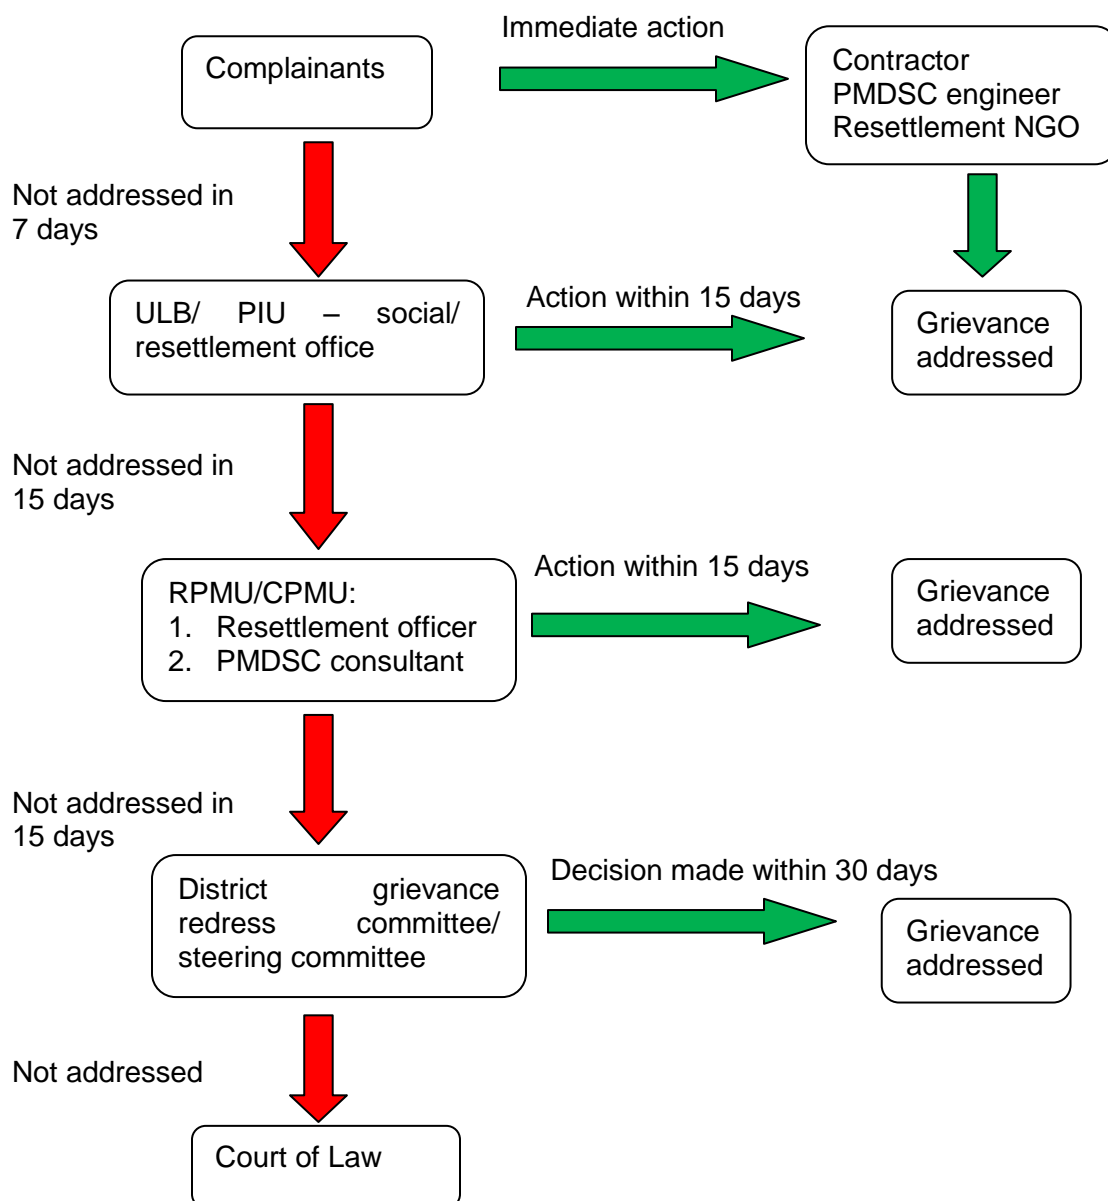 Immediate action
Complainants
Contractor
PMDSC engineer
Resettlement NGO
Not addressed in
7 days
ULB/ PIU – social/
resettlement office
Action within 15 days
Grievance
addressed
Not addressed in
15 days
RPMU/CPMU:
1. Resettlement officer
2. PMDSC consultant
Action within 15 days
Grievance
addressed
Not addressed in
15 days
District grievance
redress committee/
steering committee
Decision made within 30 days
Grievance
addressed
Not addressed
Court of Law